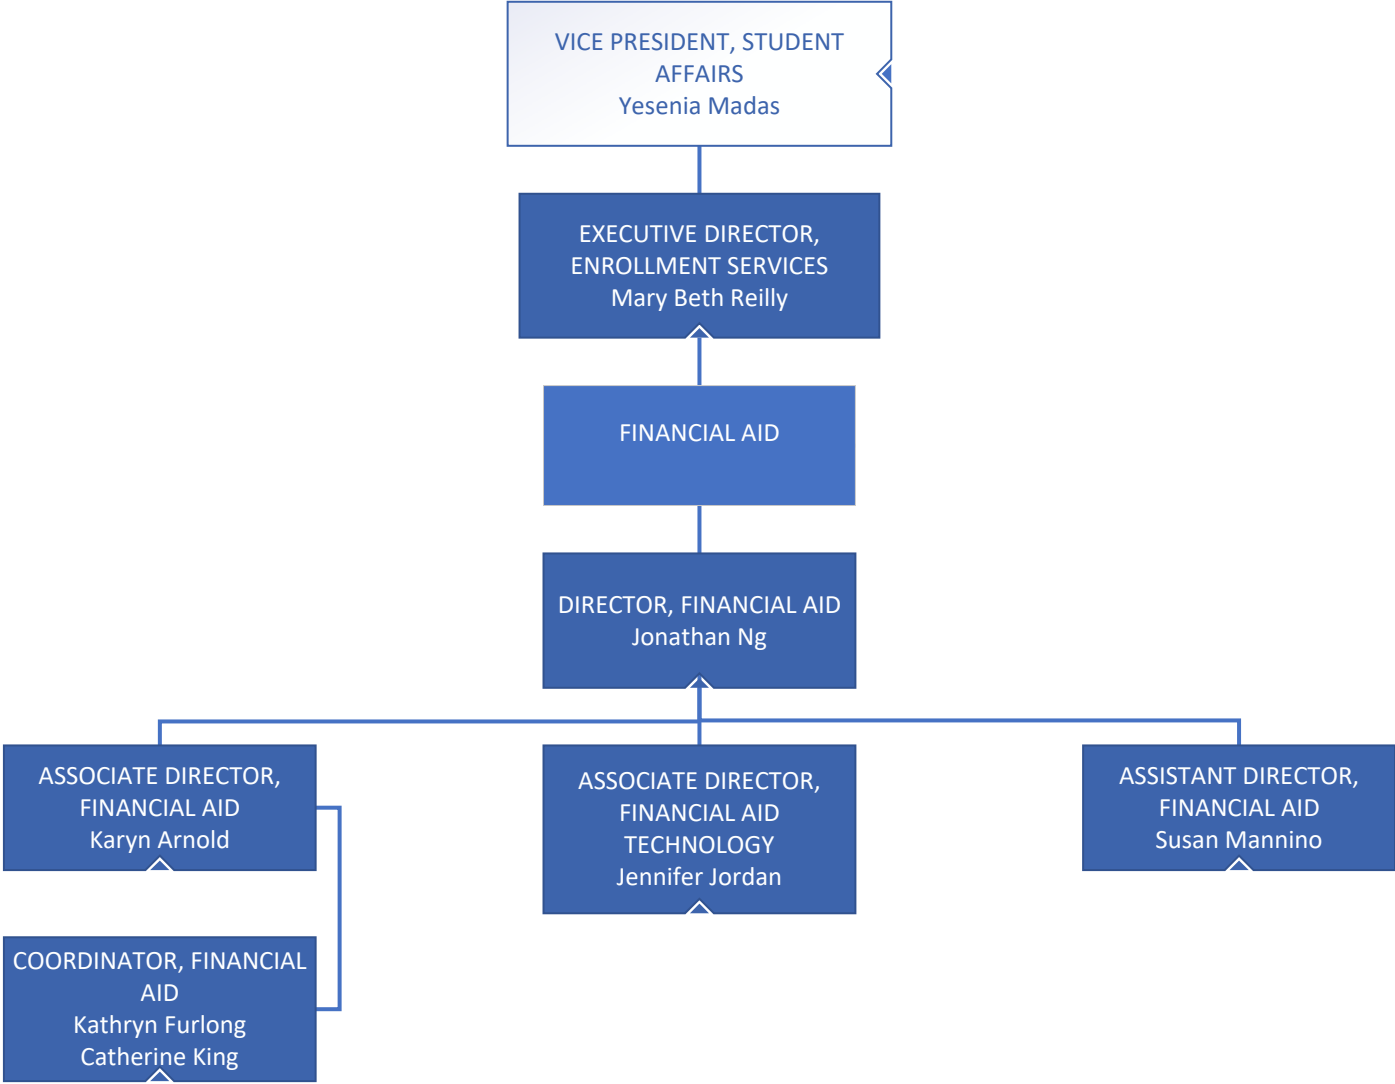 VICE PRESIDENT, STUDENT
AFFAIRS
Yesenia Madas
EXECUTIVE DIRECTOR,
ENROLLMENT SERVICES
Mary Beth Reilly
FINANCIAL AID
DIRECTOR, FINANCIAL AID
Jonathan Ng
ASSOCIATE DIRECTOR,
FINANCIAL AID
Karyn Arnold
ASSOCIATE DIRECTOR,
FINANCIAL AID
TECHNOLOGY
Jennifer Jordan
ASSISTANT DIRECTOR,
FINANCIAL AID
Susan Mannino
COORDINATOR, FINANCIAL
AID
Kathryn Furlong
Catherine King